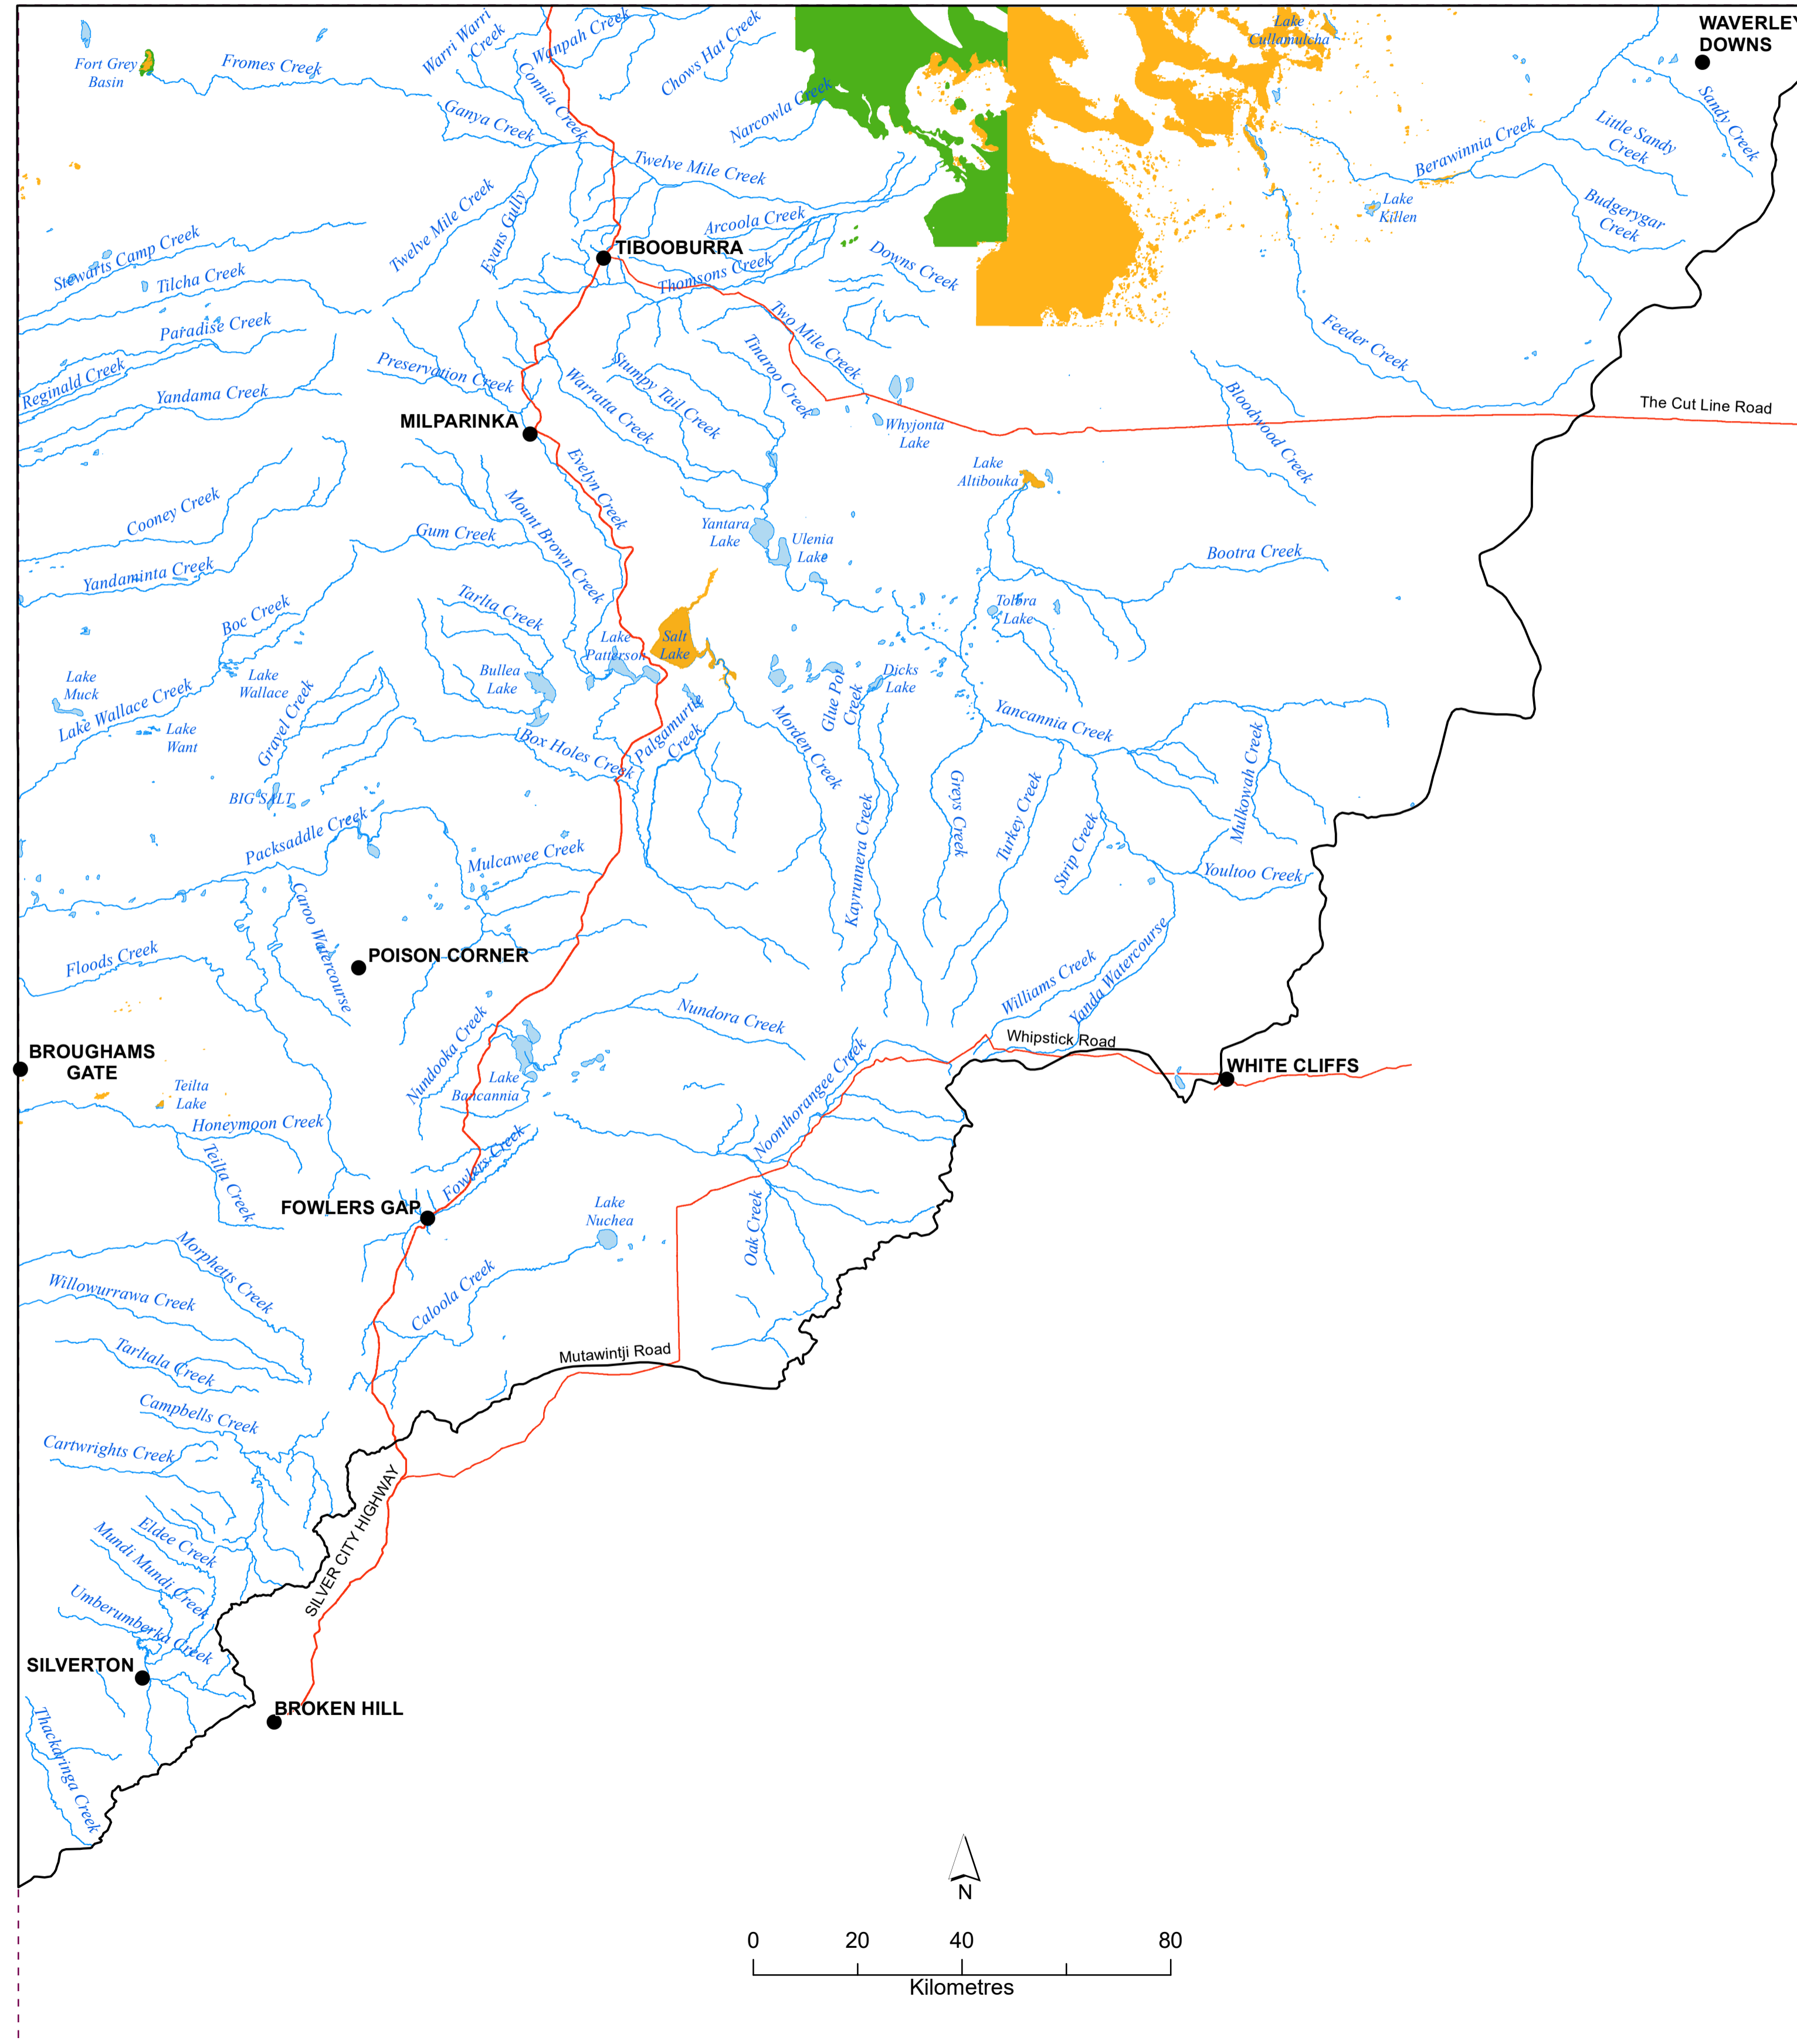 WAVERLEY
DOWNS
Lake
Cullamulcha
Warri Warri
Creek
Wanpah Creek
Chows Hat Creek
Fort Grey
Basin
Fromes Creek
Connia Creek
Ganya Creek
Narcowla Creek
Sandy Creek
Little Sandy
Creek
Berawinnia Creek
Twelve Mile Creek
Twelve Mile Creek
Evans Gully
Arcoola Creek
Lake
Killen
Budgerygar
Creek
TIBOOBURRA
Stewarts Camp Creek
Tilcha Creek
Thomsons Creek
Downs Creek
Paradise Creek
Two Mile Creek
Feeder Creek
Reginald Creek
Yandama Creek
Preservation Creek
Stumpy Tail Creek
Tinaroo Creek
Warratta Creek
Bloodwood Creek
The Cut Line Road
MILPARINKA
Whyjonta
Lake
Evelyn Creek
Lake
Altibouka
Cooney Creek
Mount Brown Creek
Gum Creek
Yantara
Lake
Ulenia
Lake
Bootra Creek
Yandaminta Creek
Boc Creek
Tarlta Creek
Tolbra
Lake
Lake
Patterson
Salt
Lake
Lake
Muck
Lake
Wallace
Bullea
Lake
Dicks
Lake
Glue Pot
Creek
Lake Wallace Creek
Lake
Want
Gravel Creek
Box Holes Creek
Palgamurtie
Creek
Morden Creek
Yancannia Creek
Mulkowah Creek
BIG SALT
Packsaddle Creek
Mulcawee Creek
Kayrunnera Creek
Greys Creek
Turkey Creek
Strip Creek
Youltoo Creek
Caroo Watercourse
Floods Creek
POISON CORNER
Williams Creek
Yanda Watercourse
Nundooka Creek
Nundora Creek
Whipstick Road
BROUGHAMS
GATE
WHITE CLIFFS
Lake
Bancannia
Noonthorangee Creek
Teilta
Lake
Honeymoon Creek
Teilta Creek
Fowlers Creek
FOWLERS GAP
Lake
Nuchea
Oak Creek
Morphetts Creek
Willowurrawa Creek
Caloola Creek
Tarltala Creek
Mutawintji Road
Campbells Creek
Cartwrights Creek
SILVER CITY HIGHWAY
Eldee Creek
Mundi Mundi Creek
Umberumberka Creek
SILVERTON
BROKEN HILL
Thackaringa Creek
N
0 20 40 80
Kilometres